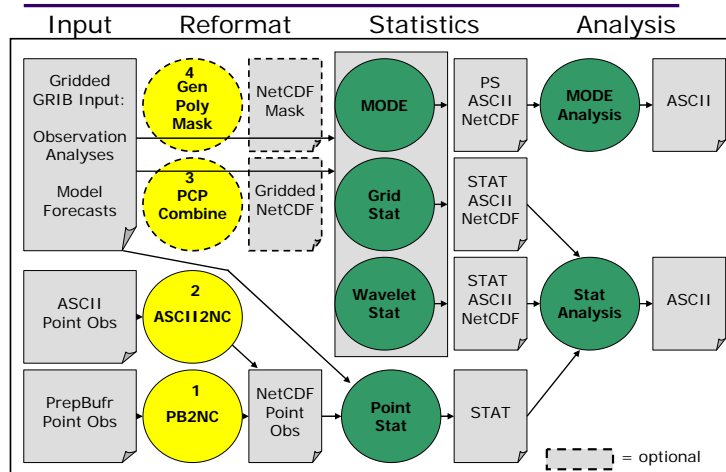 Input
Reformat
Statistics
Analysis
Gridded
GRIB Input:
Observation
Analyses
Model
Forecasts
4
Gen
Poly
Mask
NetCDF
Mask
MODE
PS
ASCII
NetCDF
MODE
Analysis
ASCII
3
PCP
Combine
Gridded
NetCDF
Grid
Stat
STAT
ASCII
NetCDF
ASCII
Point Obs
2
ASCII2NC
Wavelet
Stat
STAT
ASCII
NetCDF
Stat
Analysis
ASCII
PrepBufr
Point Obs
1
PB2NC
NetCDF
Point
Obs
Point
Stat
STAT
= optional